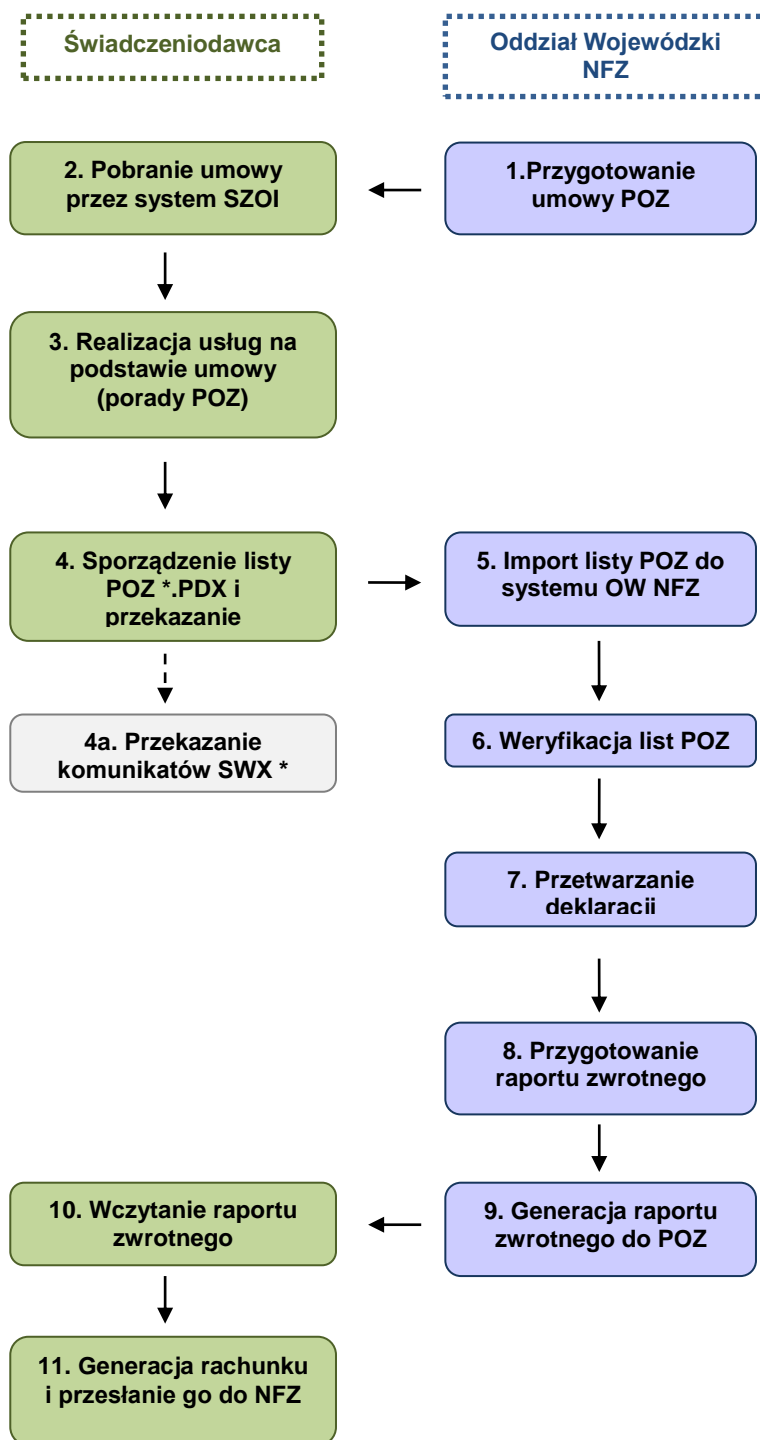 Świadczeniodawca
Oddział Wojewódzki
NFZ
2. Pobranie umowy
przez system SZOI
1.Przygotowanie
umowy POZ
3. Realizacja usług na
podstawie umowy
(porady POZ)
4. Sporządzenie listy
POZ *.PDX i
przekazanie
5. Import listy POZ do
systemu OW NFZ
4a. Przekazanie
komunikatów SWX *
6. Weryfikacja list POZ
7. Przetwarzanie
deklaracji
8. Przygotowanie
raportu zwrotnego
10. Wczytanie raportu
zwrotnego
9. Generacja raportu
zwrotnego do POZ
11. Generacja rachunku
i przesłanie go do NFZ